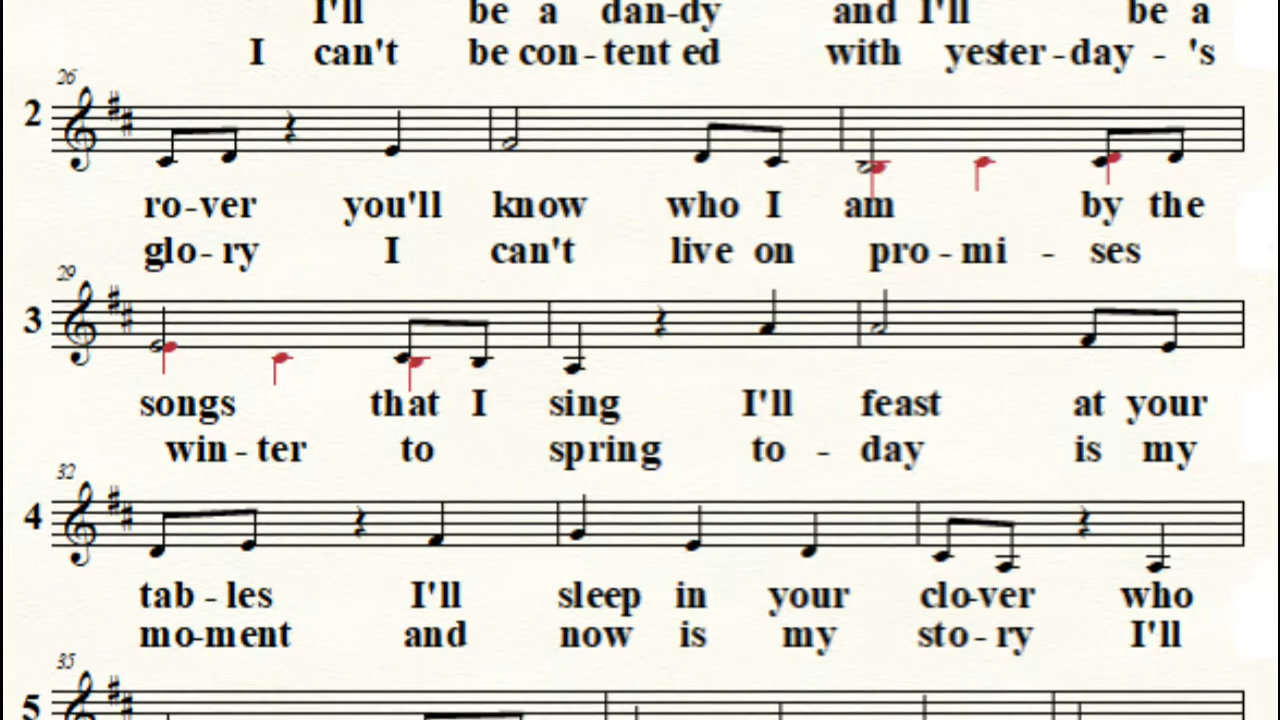 I'll be a dan-dy and I'll be a
I can't be con - tent ed with yester - day - 's
26
2
ro-ver you'll know who I am by the
glo- ry I can't live on pro - mi - ses
29
3
songs that I sing I'll feast at your
win - ter to spring to - day is my
32
4
tab - les I'll sleep in your clo-ver who
mo-ment and now is my sto - ry I'll
35
5